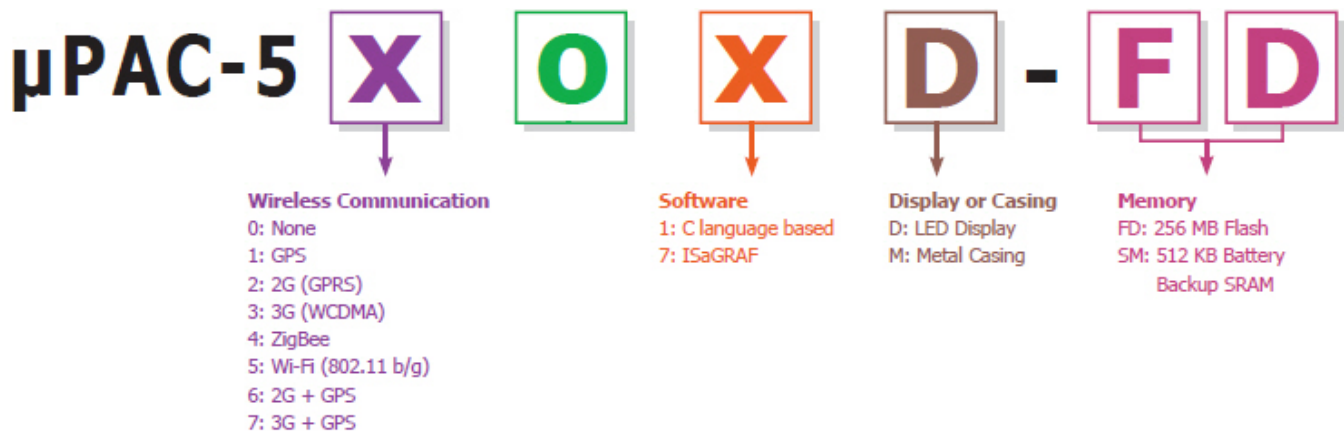 µPAC-5 X 0 X D - F D
Wireless Communication
0: None
1: GPS
2: 2G (GPRS)
3: 3G (WCDMA)
4: ZigBee
5: Wi-Fi (802.11 b/g)
6: 2G + GPS
7: 3G + GPS
Software
1: C language based
7: ISaGRAF
Display or Casing
D: LED Display
M: Metal Casing
Memory
FD: 256 MB Flash
SM: 512 KB Battery
Backup SRAM